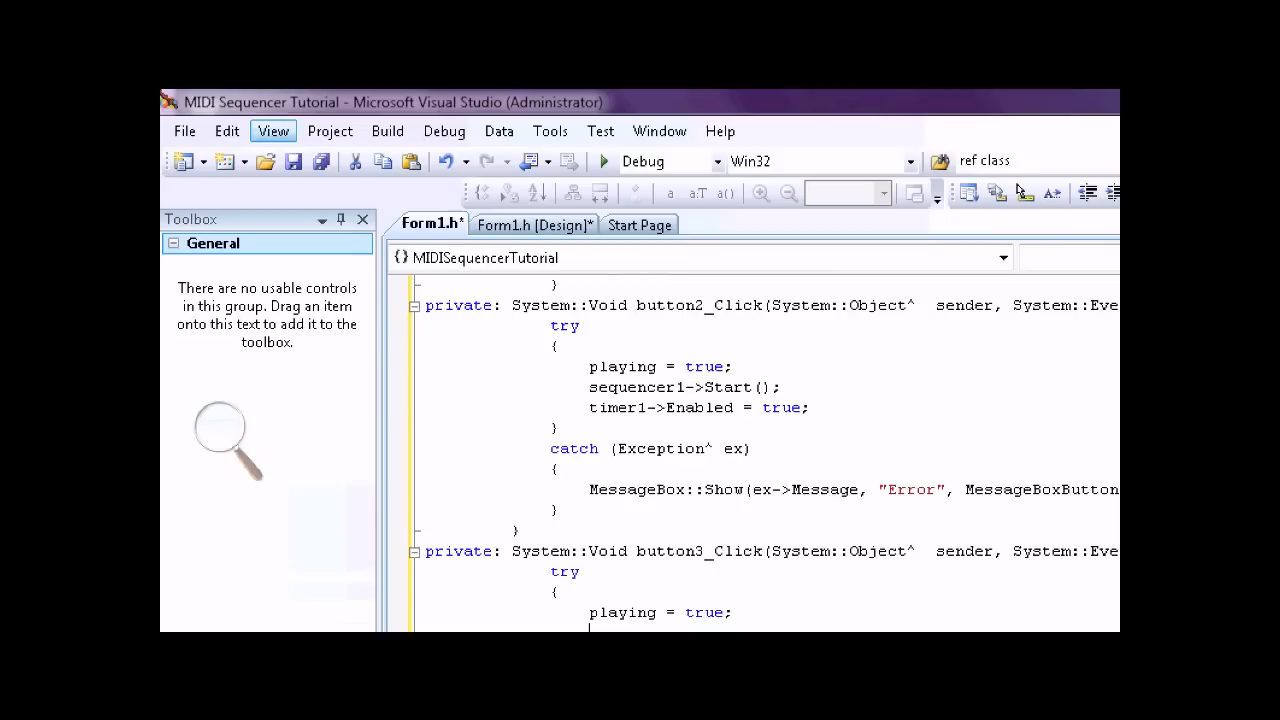 MIDI Sequencer Tutorial - Microsoft Visual Studio (Administrator)
File Edit View Project Build Debug Data Tools Test Window Help
Debug Win32 ref class
a a:T a()
Toolbox
Form1.h* Form1.h [Design]* Start Page
General
{} MIDISequencerTutorial
There are no usable controls
in this group. Drag an item
onto this text to add it to the
toolbox.
}
private: System::Void button2_Click(System::Object^  sender, System::Eve
try
{
playing = true;
sequencer1->Start();
timer1->Enabled = true;
}
catch (Exception^ ex)
{
MessageBox::Show(ex->Message, "Error", MessageBoxButton
}
}
private: System::Void button3_Click(System::Object^  sender, System::Eve
try
{
playing = true;